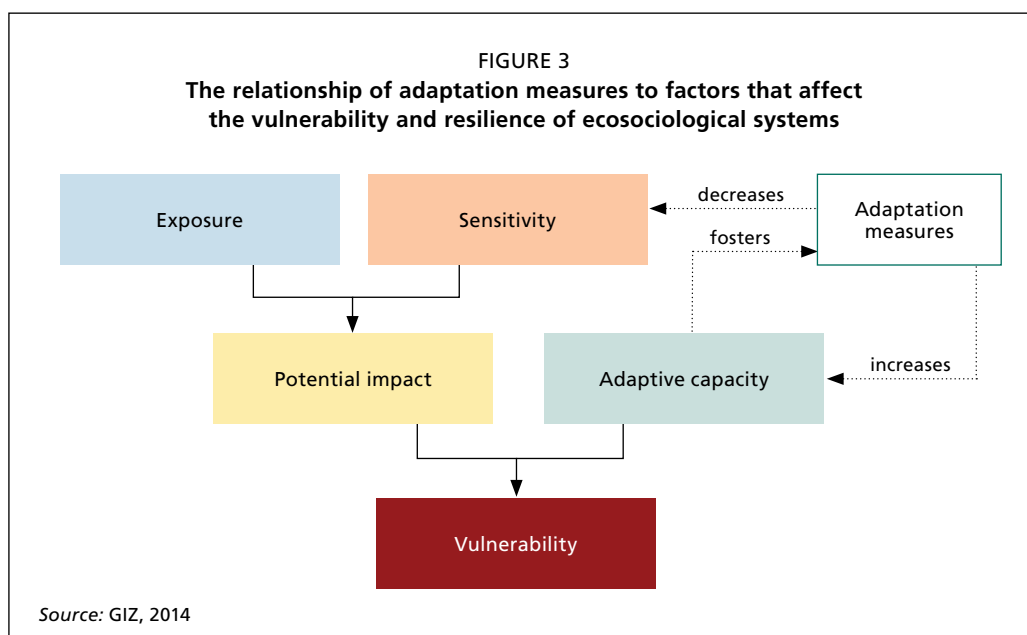 FIGURE 3
The relationship of adaptation measures to factors that affect
the vulnerability and resilience of ecosociological systems
Exposure
Sensitivity
decreases
fosters
Adaptation
measures
Potential impact
Adaptive capacity
increases
Vulnerability
Source: GIZ, 2014